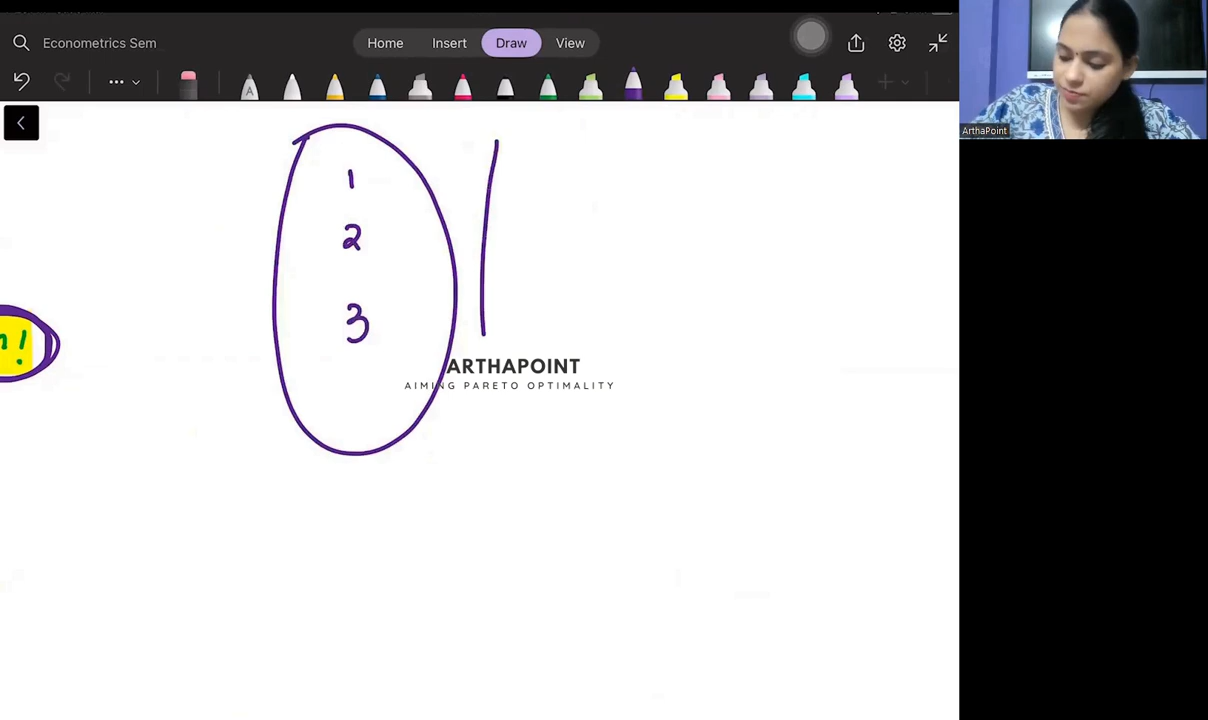 Econometrics Sem
Home Insert Draw View
A
ArthaPoint
1
2
3
ARTHAPOINT
AIMING PARETO OPTIMALITY